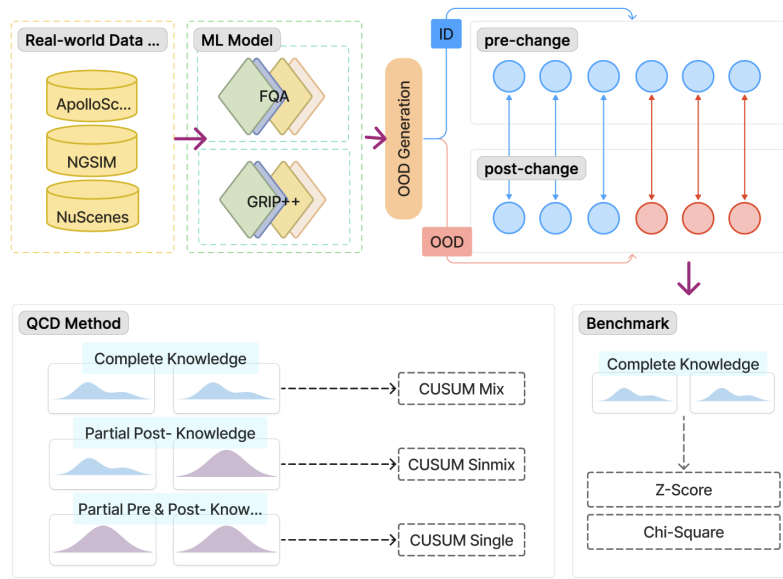 Real-world Data ...
ApolloSc...
NGSIM
NuScenes
ML Model
FQA
GRIP++
OOD Generation
ID
OOD
pre-change
post-change
QCD Method
Complete Knowledge
CUSUM Mix
Partial Post- Knowledge
CUSUM Sinmix
Partial Pre & Post- Know...
CUSUM Single
Benchmark
Complete Knowledge
Z-Score
Chi-Square